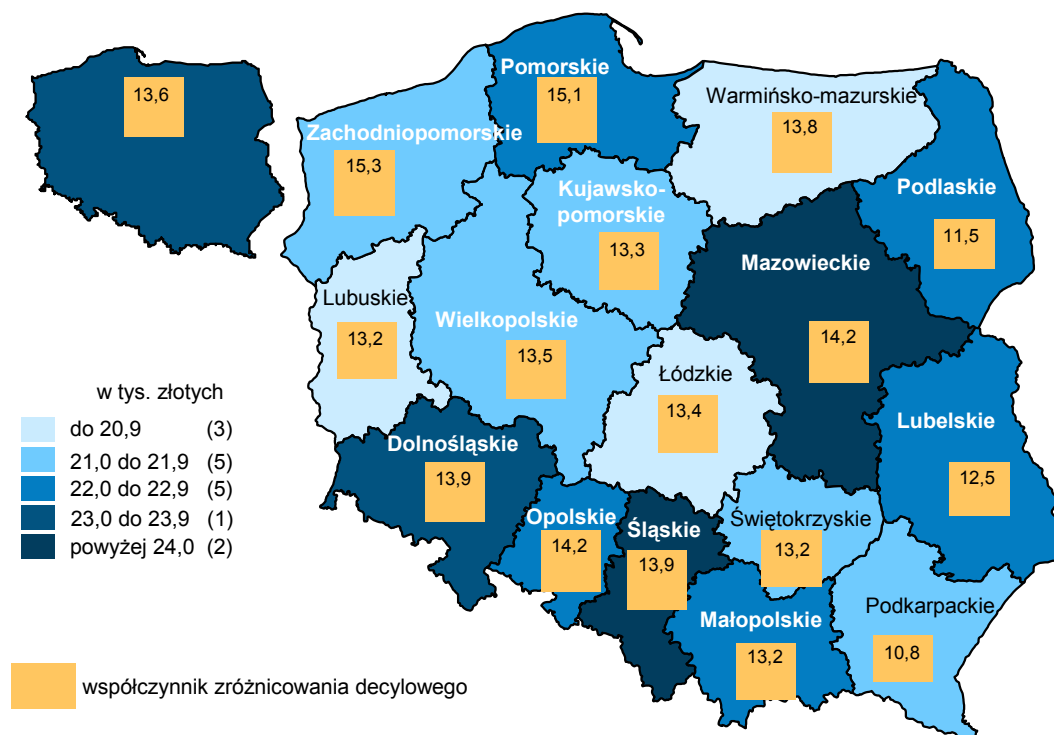 13,6
Pomorskie
15,1
Warmińsko-mazurskie
13,8
Zachodniopomorskie
15,3
Kujawsko-
pomorskie
13,3
Podlaskie
11,5
Mazowieckie
14,2
Lubuskie
13,2
Wielkopolskie
13,5
Łódzkie
13,4
Lubelskie
12,5
Dolnośląskie
13,9
Opolskie
14,2
Śląskie
13,9
Świętokrzyskie
13,2
Małopolskie
13,2
Podkarpackie
10,8
w tys. złotych
do 20,9 (3)
21,0 do 21,9 (5)
22,0 do 22,9 (5)
23,0 do 23,9 (1)
powyżej 24,0 (2)
współczynnik zróżnicowania decylowego